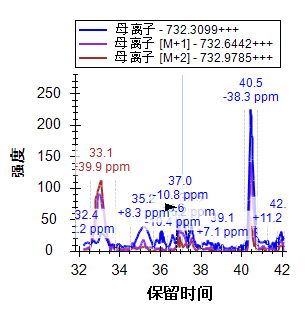 母离子 - 732.3099+++
母离子 [M+1] - 732.6442+++
母离子 [M+2] - 732.9785+++
强度
250
200
150
100
50
0
40.5
-38.3 ppm
33.1
-39.9 ppm
37.0
-10.8 ppm
35.2
+8.3 ppm
32.4
.2 ppm
39.1
+7.1 ppm
42.
+11.2
32
34
36
38
40
42
保留时间